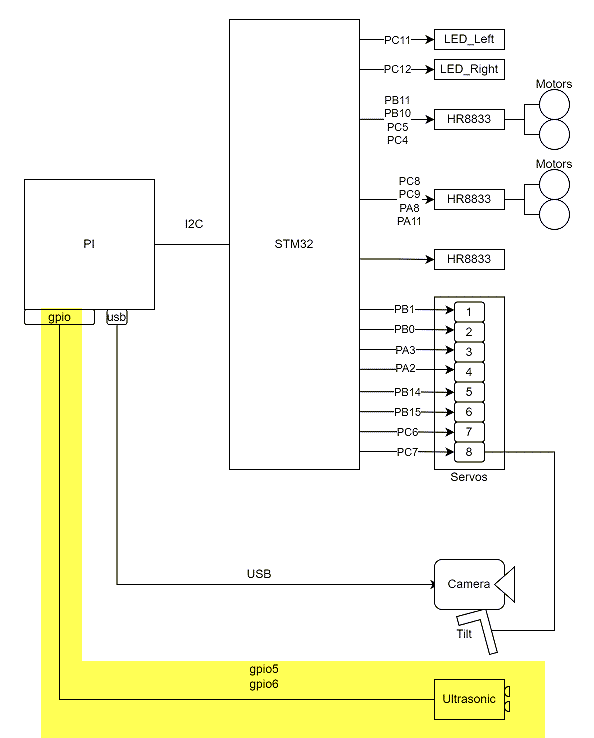 PC11
LED_Left
PC12
LED_Right
Motors
PB11
PB10
PC5
PC4
HR8833
Motors
PC8
PC9
PA8
PA11
HR8833
PI
I2C
STM32
HR8833
gpio
usb
PB1
1
PB0
2
PA3
3
PA2
4
PB14
5
PB15
6
PC6
7
PC7
8
Servos
USB
Camera
Tilt
gpio5
gpio6
Ultrasonic